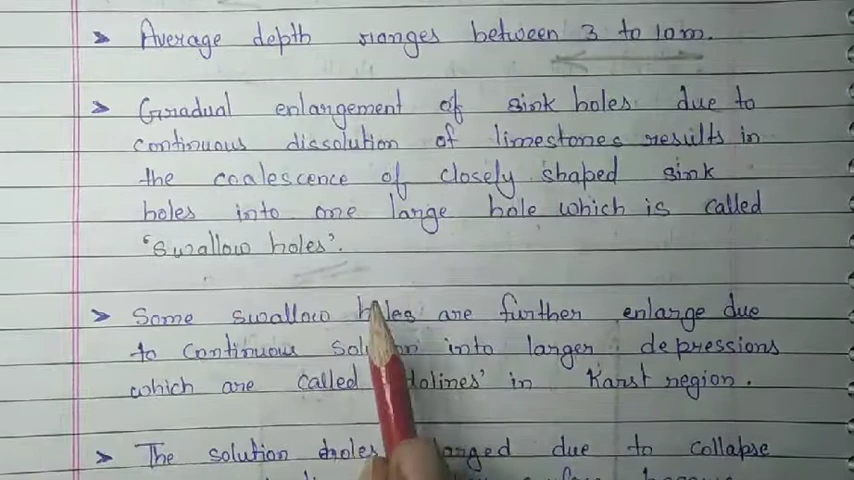 > Average depth ranges between 3 to 10 m.
> Gradual enlargement of sink holes due to
continuous dissolution of limestones results in
the coalescence of closely shaped sink
holes into one large hole which is called
'swallow holes'.
> Some swallow holes are further enlarge due
to continuous solution into larger depressions
which are called dolines' in Karst region.
> The solution holes due to collapse